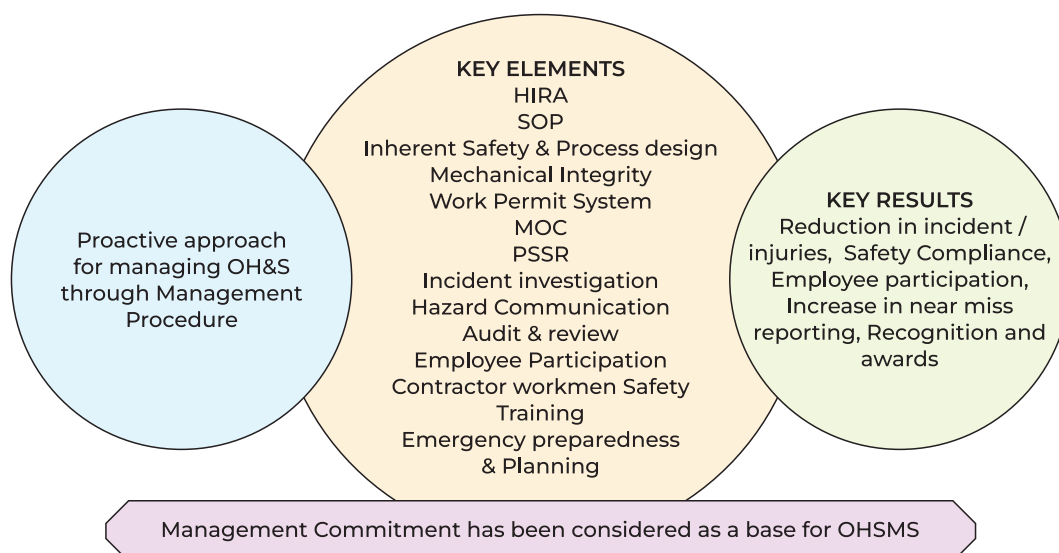 Proactive approach
for managing OH&S
through Management
Procedure
KEY ELEMENTS
HIRA
SOP
Inherent Safety & Process design
Mechanical Integrity
Work Permit System
MOC
PSSR
Incident investigation
Hazard Communication
Audit & review
Employee Participation
Contractor workmen Safety
Training
Emergency preparedness
& Planning
KEY RESULTS
Reduction in incident /
injuries, Safety Compliance,
Employee participation,
Increase in near miss
reporting, Recognition and
awards
Management Commitment has been considered as a base for OHSMS